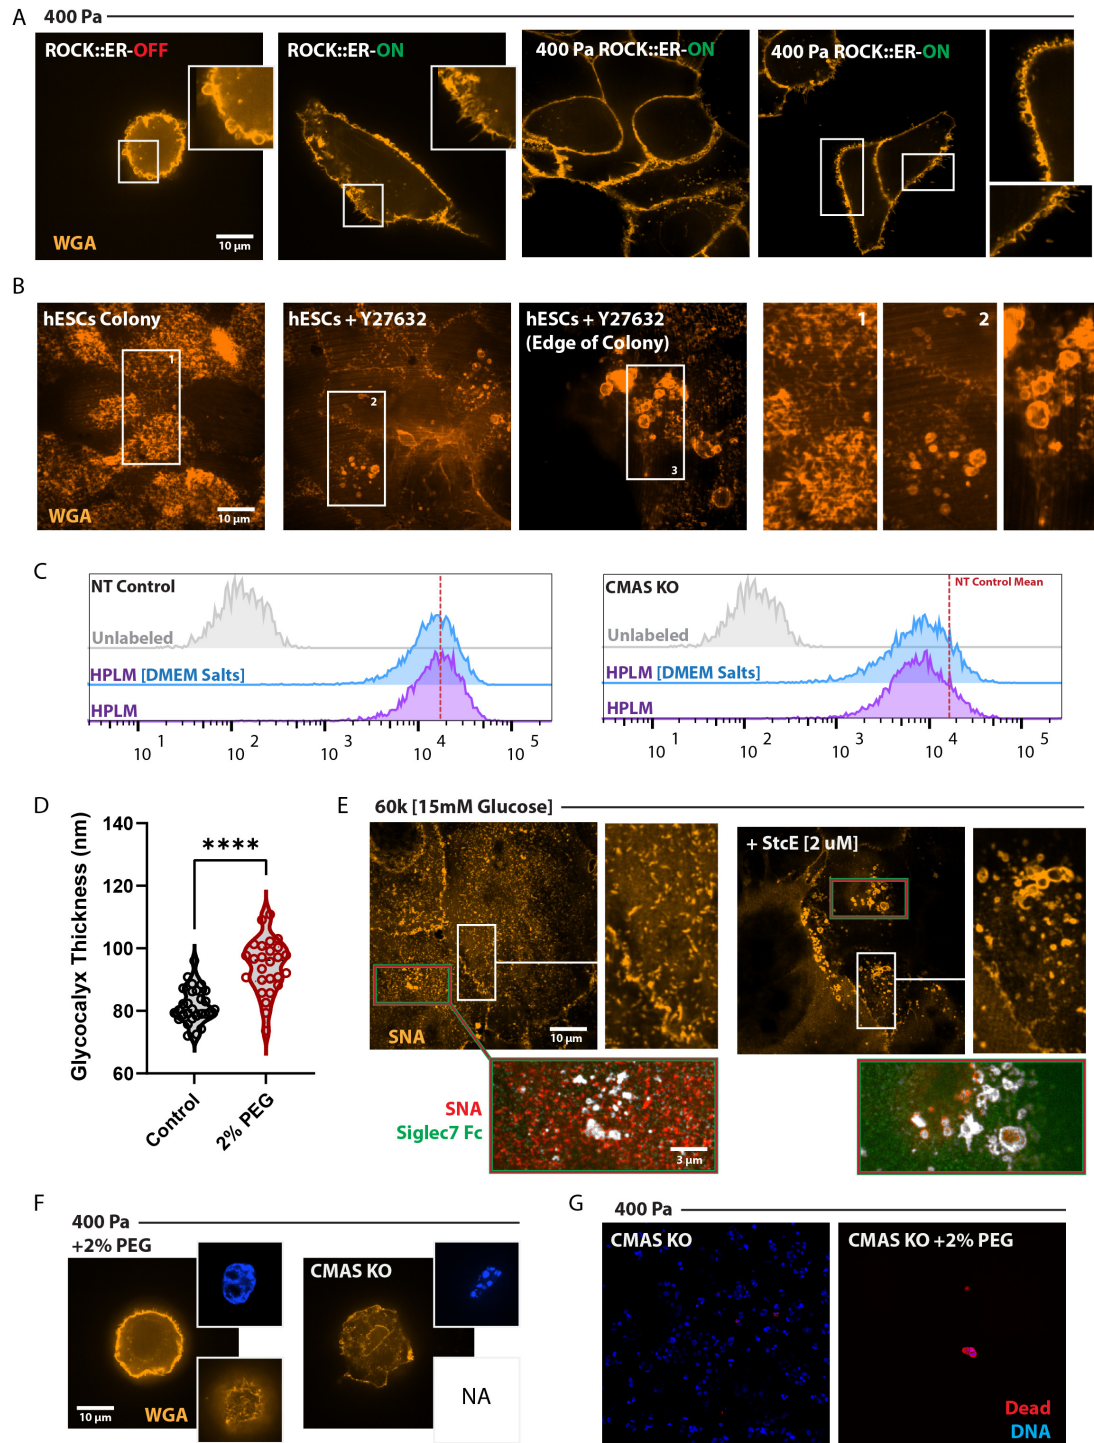 A
400 Pa
ROCK::ER-OFF
ROCK::ER-ON
400 Pa ROCK::ER-ON
400 Pa ROCK::ER-ON
WGA
10 µm
B
hESCs Colony
1
hESCs + Y27632
2
hESCs + Y27632
(Edge of Colony)
3
1
2
WGA
10 µm
C
NT Control
Unlabeled
HPLM [DMEM Salts]
HPLM
10 1 10 2 10 3 10 4 10 5
CMAS KO
NT Control Mean
Unlabeled
HPLM [DMEM Salts]
HPLM
10 1 10 2 10 3 10 4 10 5
D
Glycocalyx Thickness (nm)
140
120
100
80
60
****
Control
2% PEG
E
60k [15mM Glucose]
+ StcE [2 uM]
SNA
10 µm
SNA
Siglec7 Fc
3 µm
F
400 Pa
+2% PEG
CMAS KO
WGA
10 µm
NA
G
400 Pa
CMAS KO
CMAS KO +2% PEG
Dead
DNA